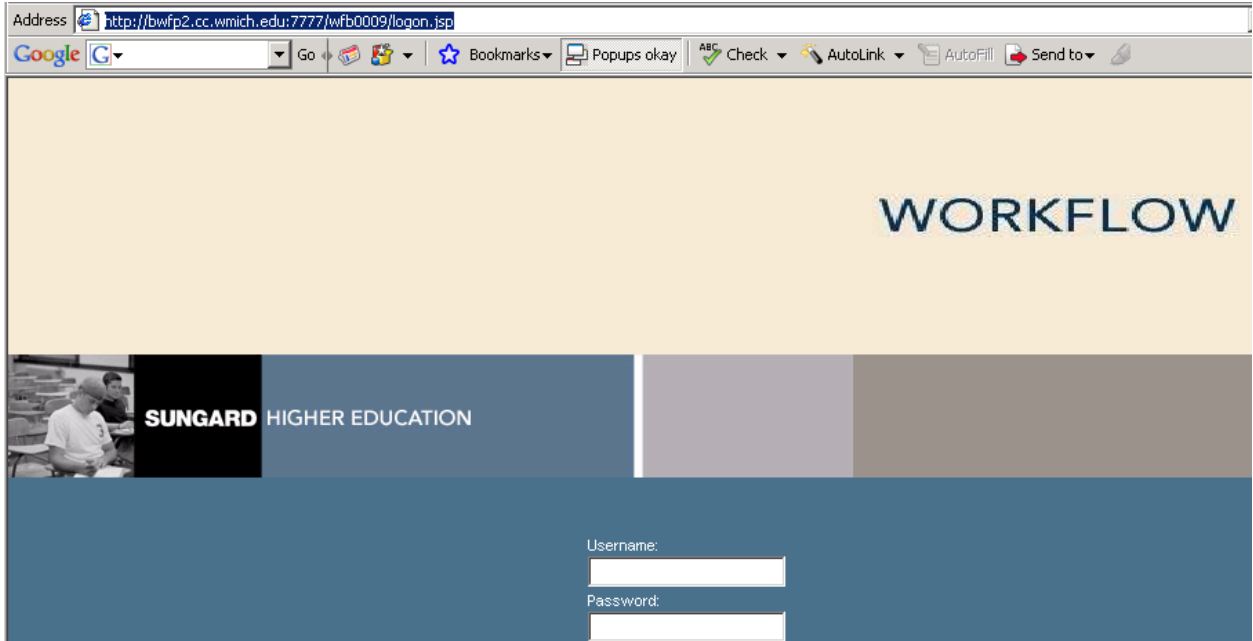 Address http://bwfp2.cc.wmich.edu:7777/wfb0009/logon.jsp
Google G Go Bookmarks Popups okay ABC Check AutoLink AutoFill Send to
WORKFLOW
SUNGARD HIGHER EDUCATION
Username:
Password: